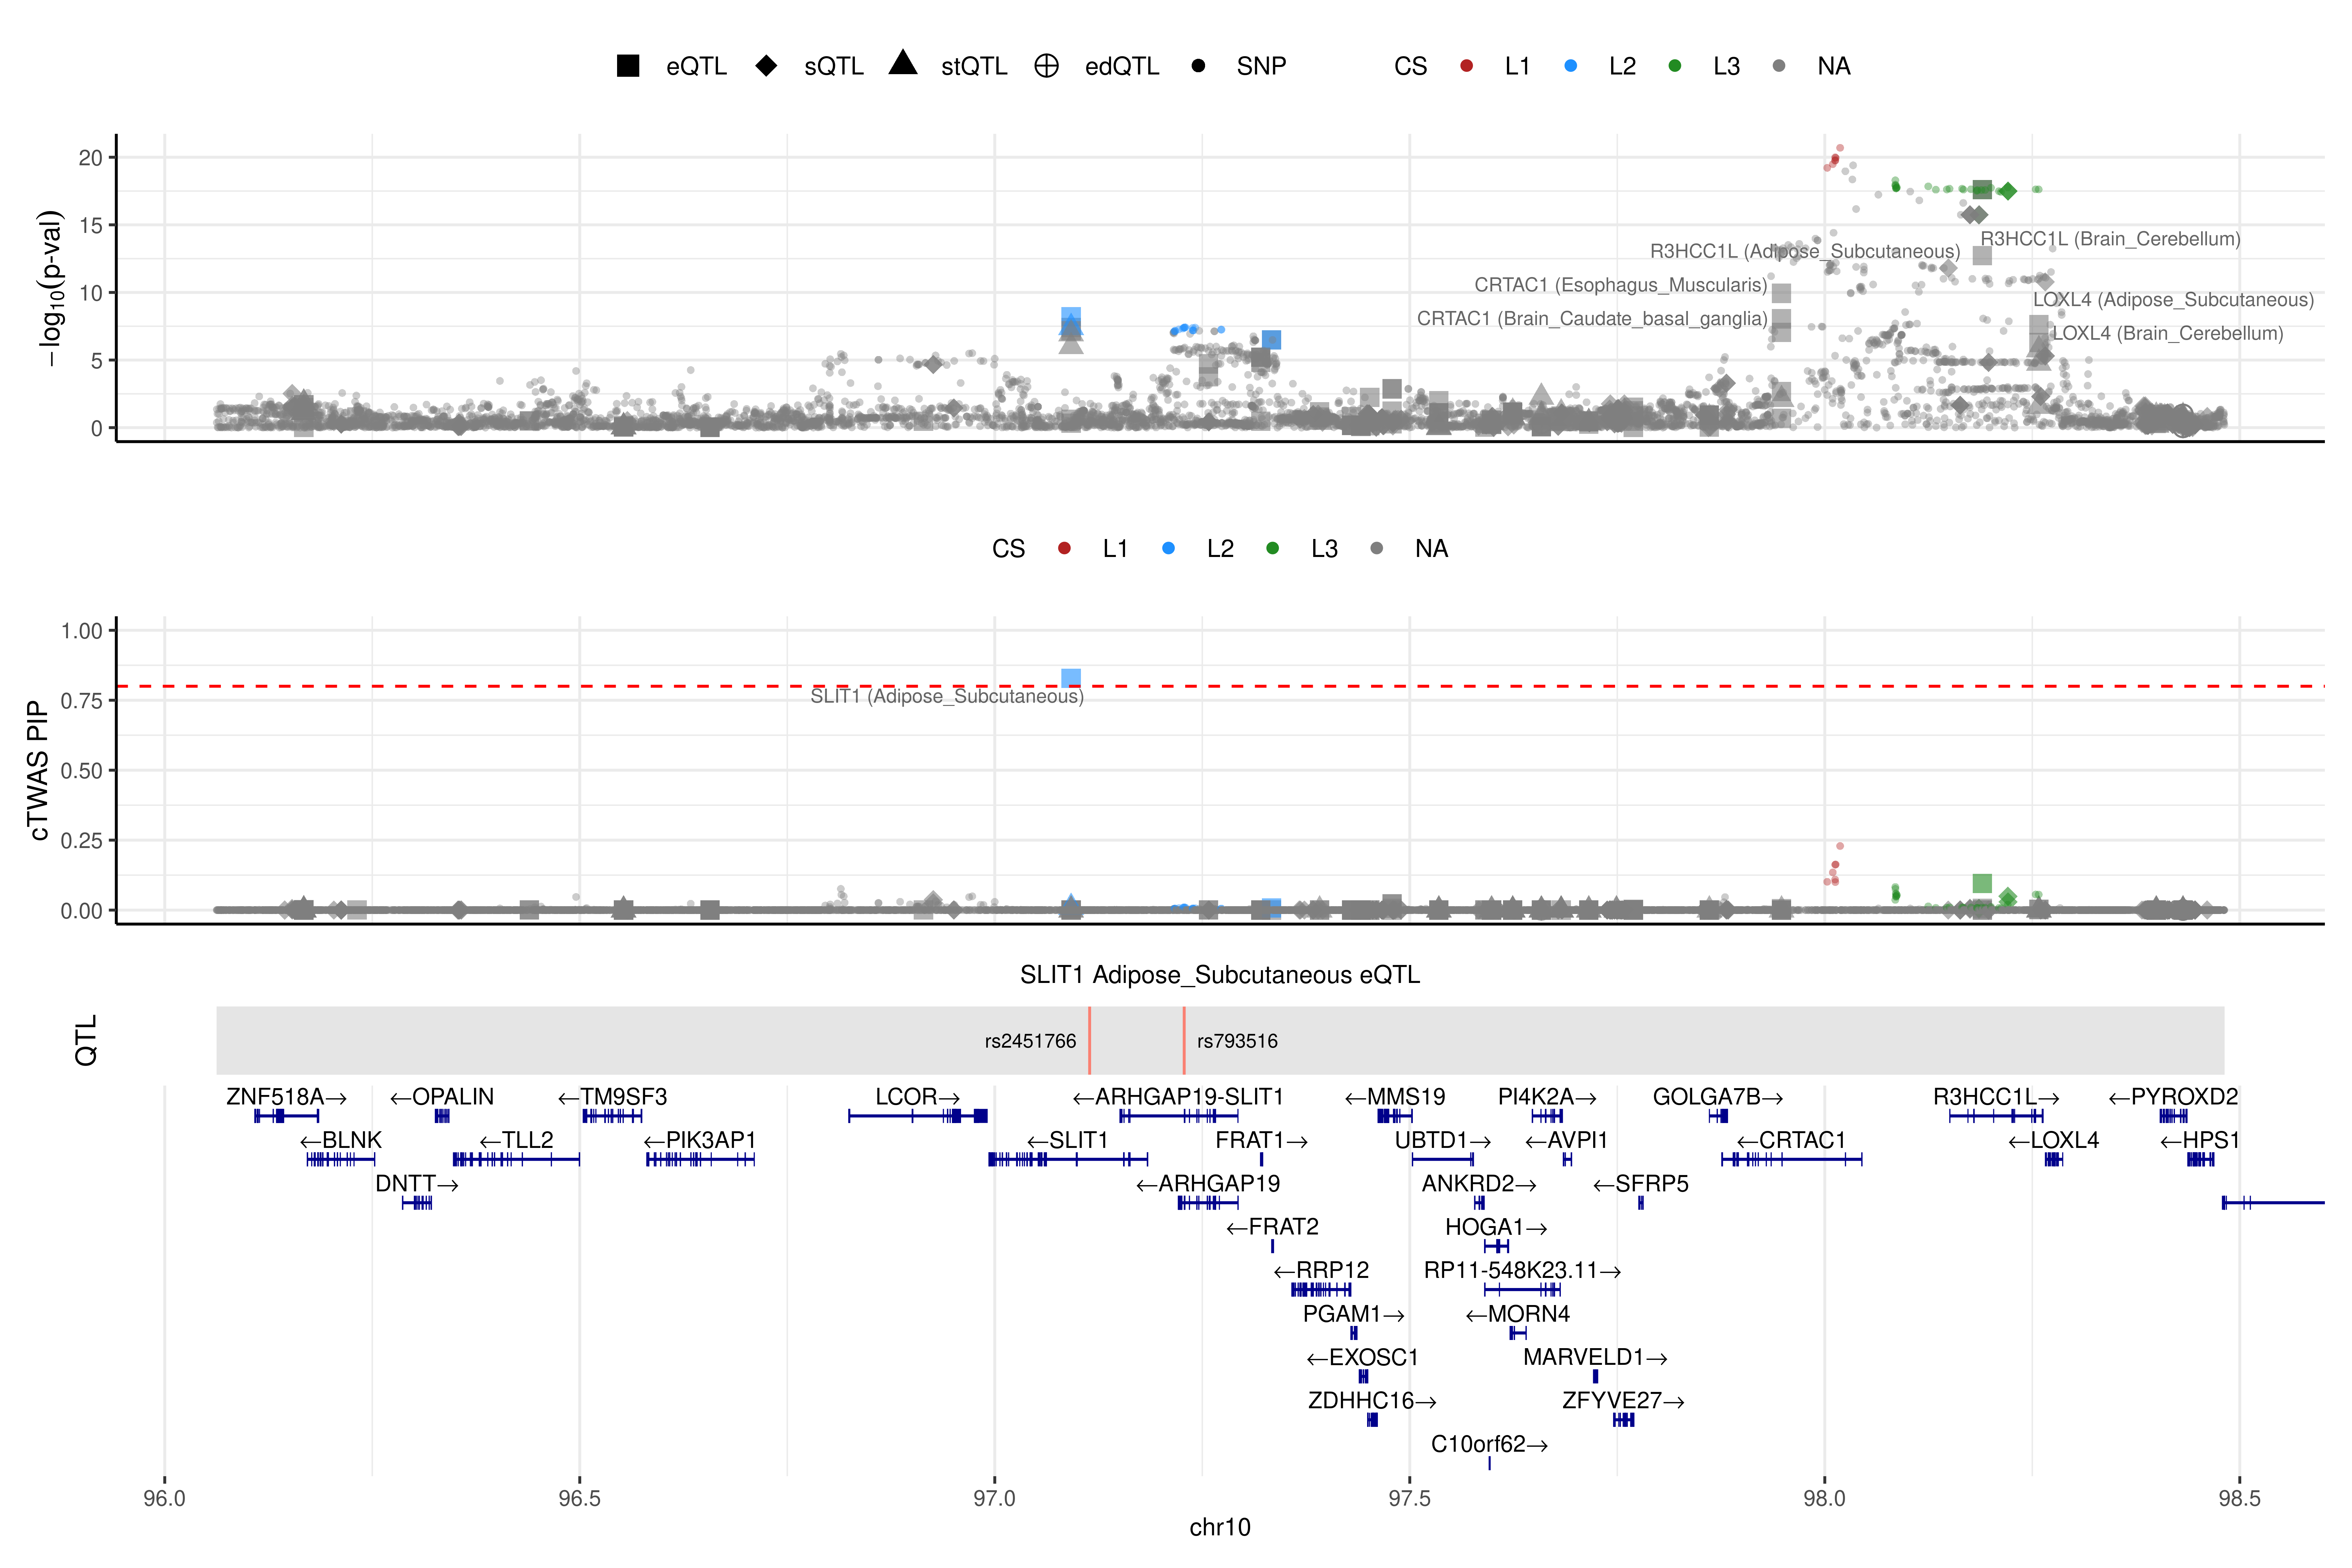 eQTL sQTL stQTL edQTL SNP CS L1 L2 L3 NA
−log10(p-val)
20
15
10
5
0
R3HCC1L (Brain_Cerebellum)
R3HCC1L (Adipose_Subcutaneous)
CRTAC1 (Esophagus_Muscularis)
LOXL4 (Adipose_Subcutaneous)
CRTAC1 (Brain_Caudate_basal_ganglia)
LOXL4 (Brain_Cerebellum)
CS L1 L2 L3 NA
cTWAS PIP
1.00
0.75
0.50
0.25
0.00
SLIT1 (Adipose_Subcutaneous)
SLIT1 Adipose_Subcutaneous eQTL
QTL
rs2451766 rs793516
ZNF518A→ ←OPALIN ←TM9SF3 LCOR→ ←ARHGAP19-SLIT1 ←MMS19 PI4K2A→ GOLGA7B→ R3HCC1L→ ←PYROXD2
←BLNK ←TLL2 ←PIK3AP1 ←SLIT1 FRAT1→ UBTD1→ ←AVPI1 ←CRTAC1 ←LOXL4 ←HPS1
DNTT→ ←ARHGAP19 ANKRD2→ ←SFRP5
←FRAT2 HOGA1→
←RRP12 RP11-548K23.11→
PGAM1→ ←MORN4
←EXOSC1 MARVELD1→
ZDHHC16→ ZFYVE27→
C10orf62→
96.0 96.5 97.0 97.5 98.0 98.5
chr10